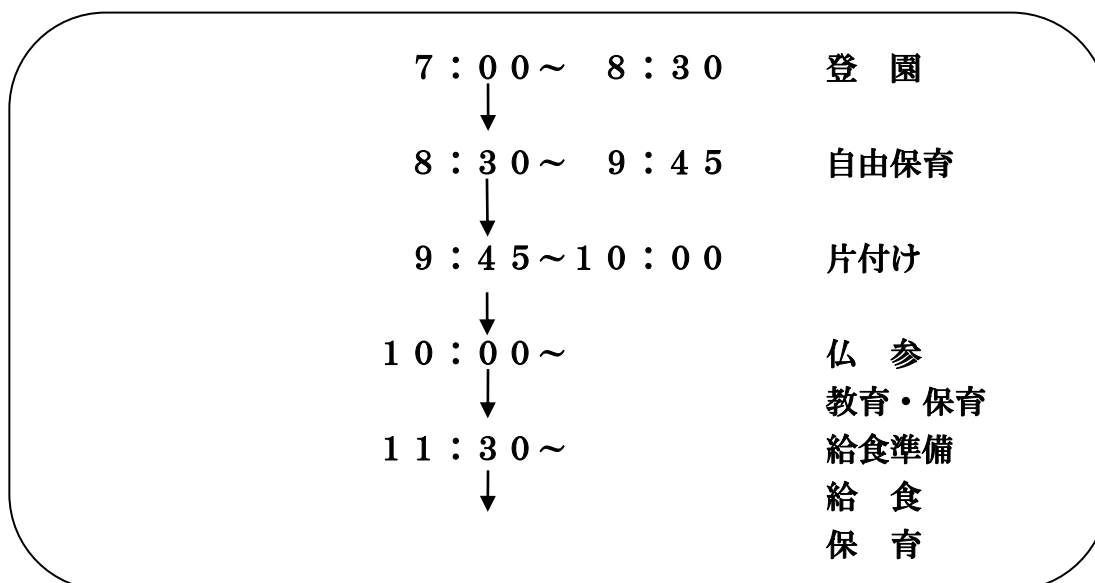 ７：００～　８：３０　　　登　園
８：３０～　９：４５　　　自由保育
９：４５～１０：００　　　片付け
１０：００～　　　仏　参
教育・保育
１１：３０～　　　給食準備
給　食
保　育